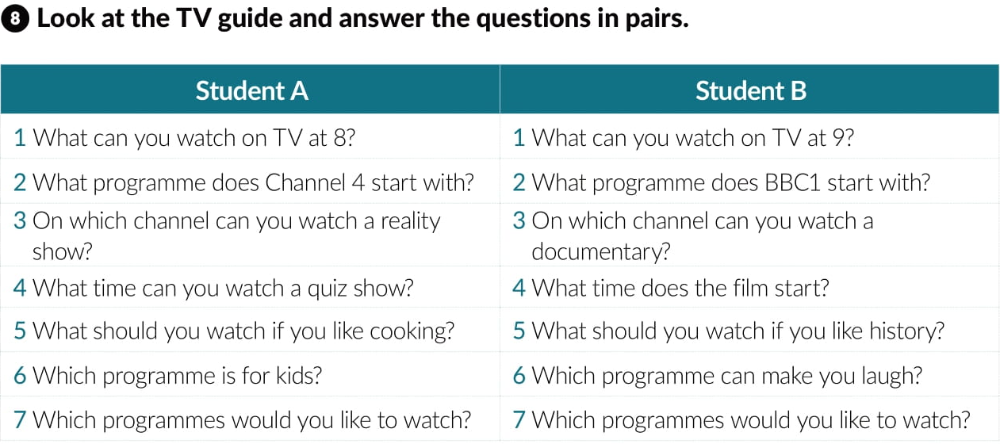 8 Look at the TV guide and answer the questions in pairs.
Student A
1 What can you watch on TV at 8?
2 What programme does Channel 4 start with?
3 On which channel can you watch a reality
show?
4 What time can you watch a quiz show?
5 What should you watch if you like cooking?
6 Which programme is for kids?
7 Which programmes would you like to watch?
Student B
1 What can you watch on TV at 9?
2 What programme does BBC1 start with?
3 On which channel can you watch a
documentary?
4 What time does the film start?
5 What should you watch if you like history?
6 Which programme can make you laugh?
7 Which programmes would you like to watch?